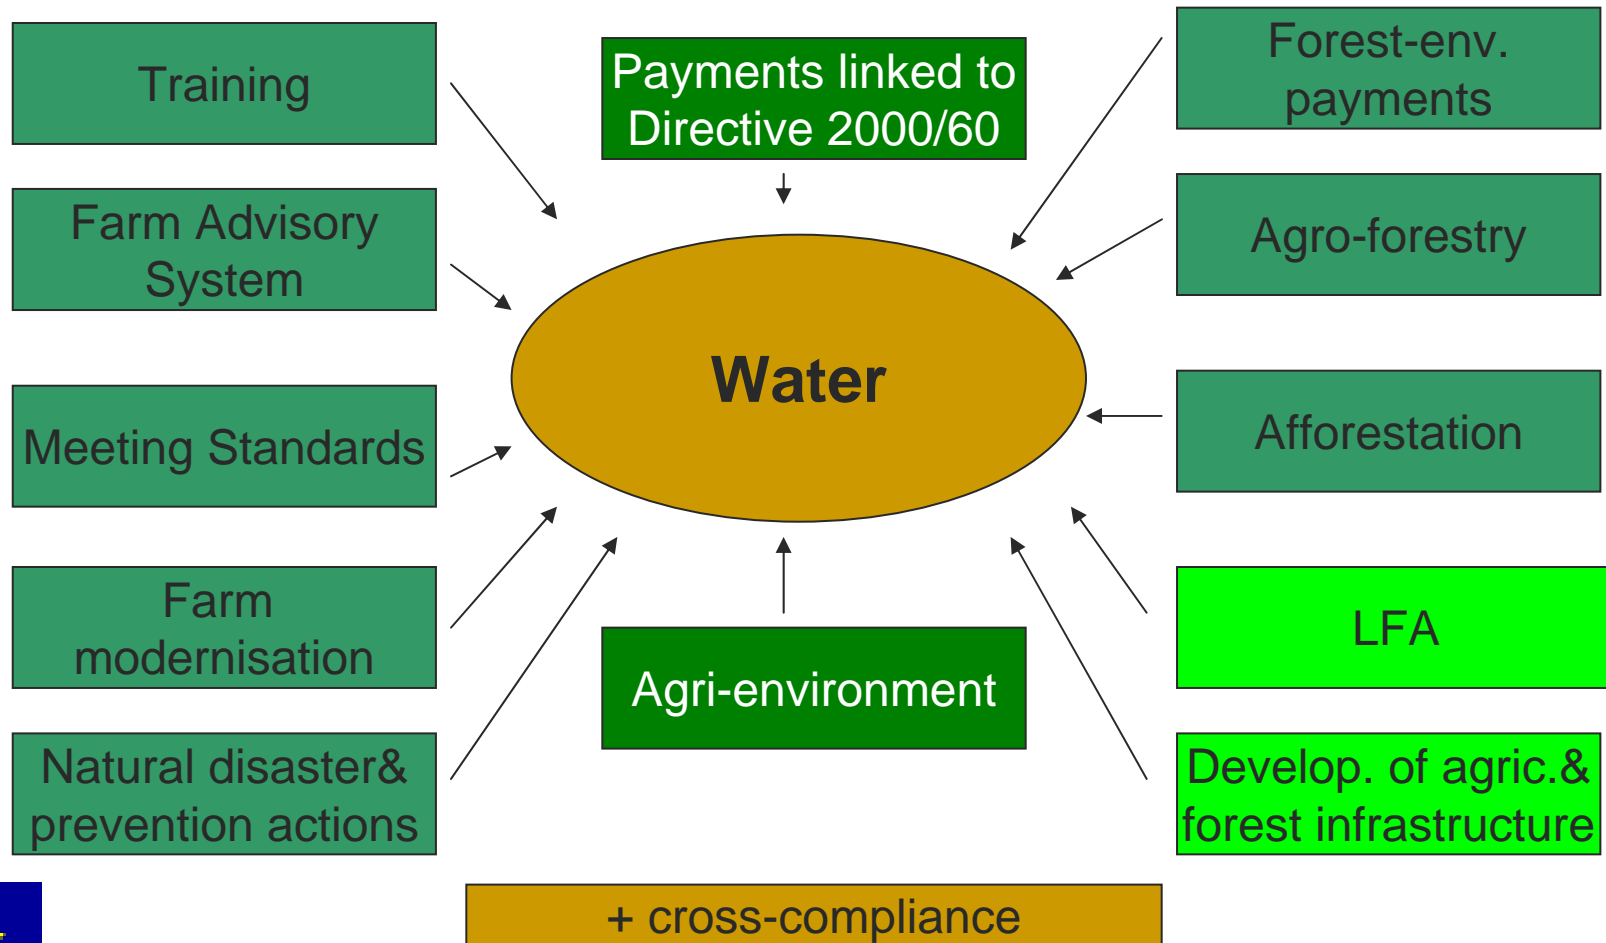 Training
Payments linked to
Directive 2000/60
Forest-env.
payments
Farm Advisory
System
Agro-forestry
Water
Meeting Standards
Afforestation
Farm
modernisation
Agri-environment
LFA
Natural disaster&
prevention actions
Develop. of agric.&
forest infrastructure
+ cross-compliance